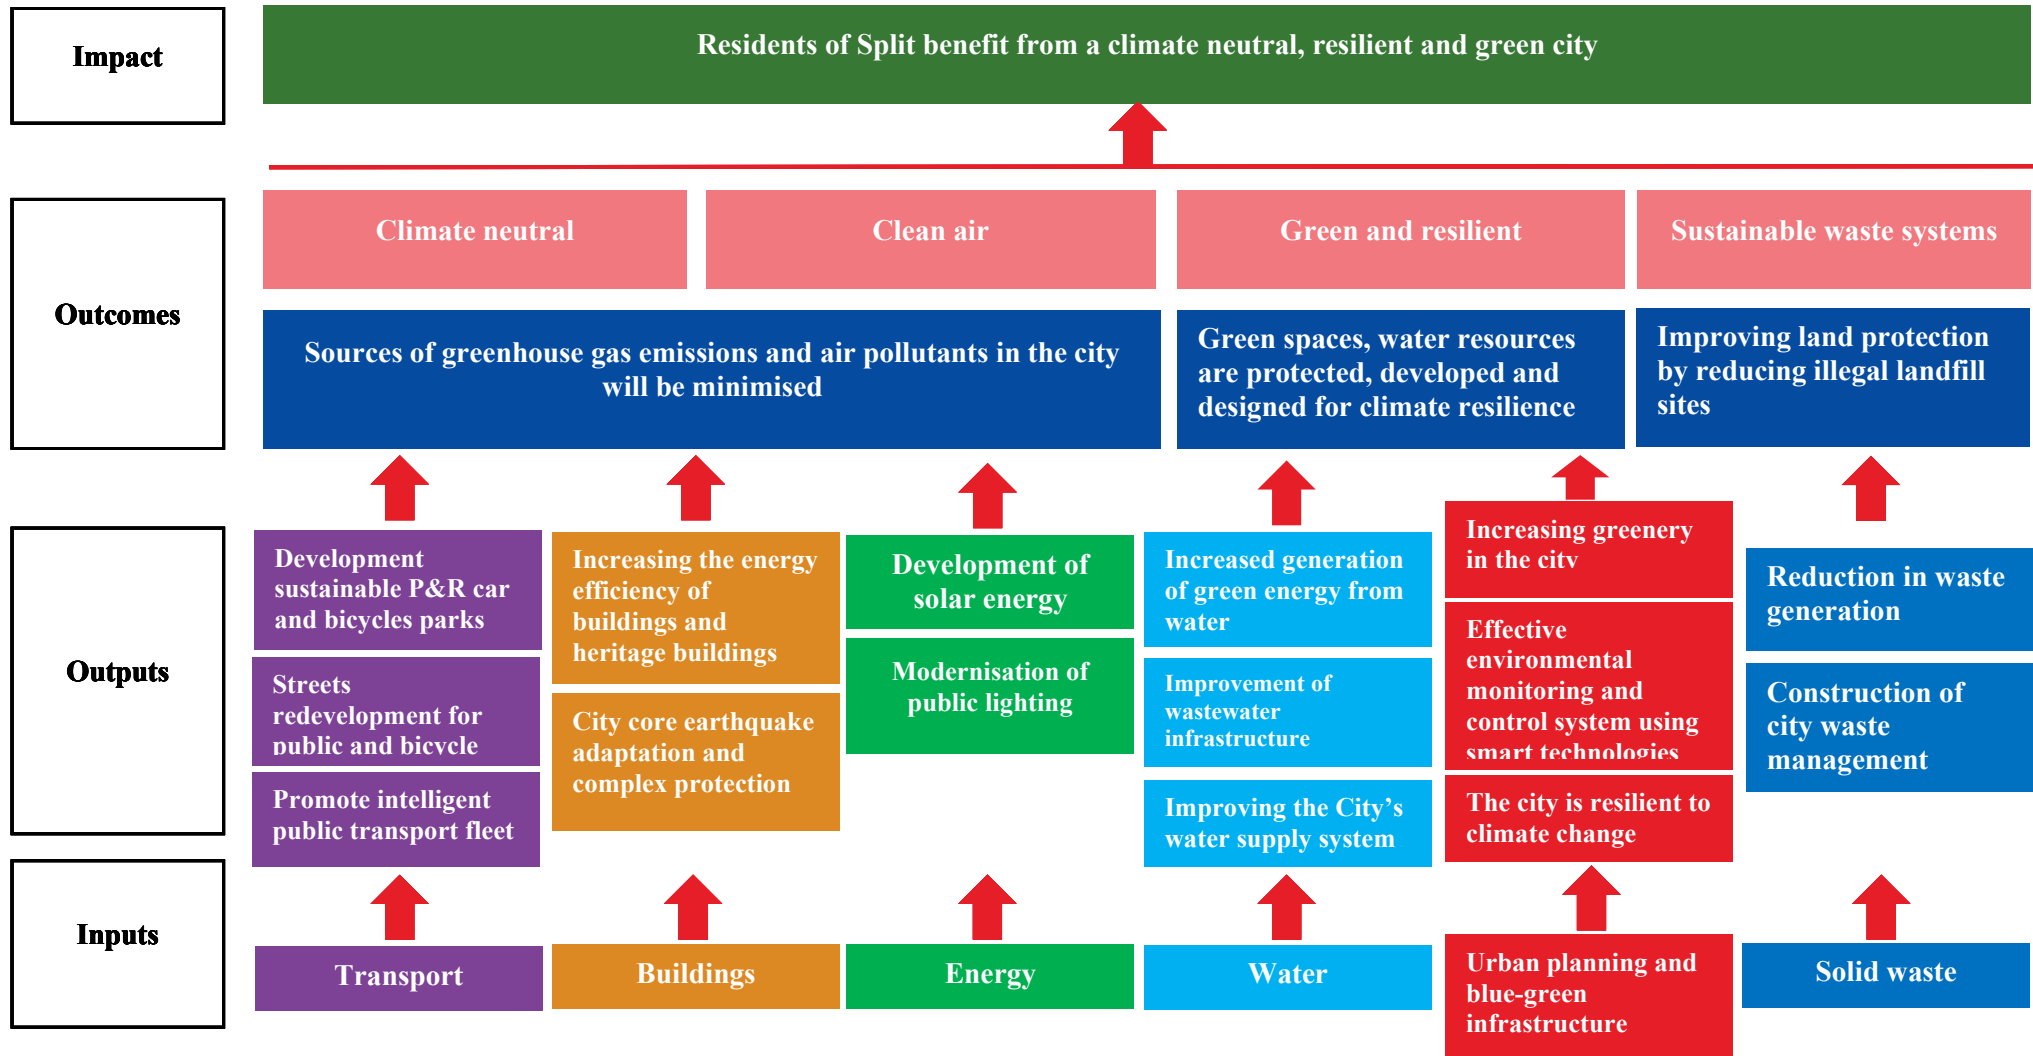 Impact
Residents of Split benefit from a climate neutral, resilient and green city
Outcomes
Climate neutral
Clean air
Green and resilient
Sustainable waste systems
Sources of greenhouse gas emissions and air pollutants in the city
will be minimised
Green spaces, water resources
are protected, developed and
designed for climate resilience
Improving land protection
by reducing illegal landfill
sites
Outputs
Development
sustainable P&R car
and bicycles parks
Streets
redevelopment for
public and bicycle
Promote intelligent
public transport fleet
Increasing the energy
efficiency of
buildings and
heritage buildings
City core earthquake
adaptation and
complex protection
Development of
solar energy
Modernisation of
public lighting
Increased generation
of green energy from
water
Improvement of
wastewater
infrastructure
Improving the City’s
water supply system
Increasing greenery
in the city
Effective
environmental
monitoring and
control system using
smart technologies
The city is resilient to
climate change
Reduction in waste
generation
Construction of
city waste
management
Inputs
Transport
Buildings
Energy
Water
Urban planning and
blue-green
infrastructure
Solid waste